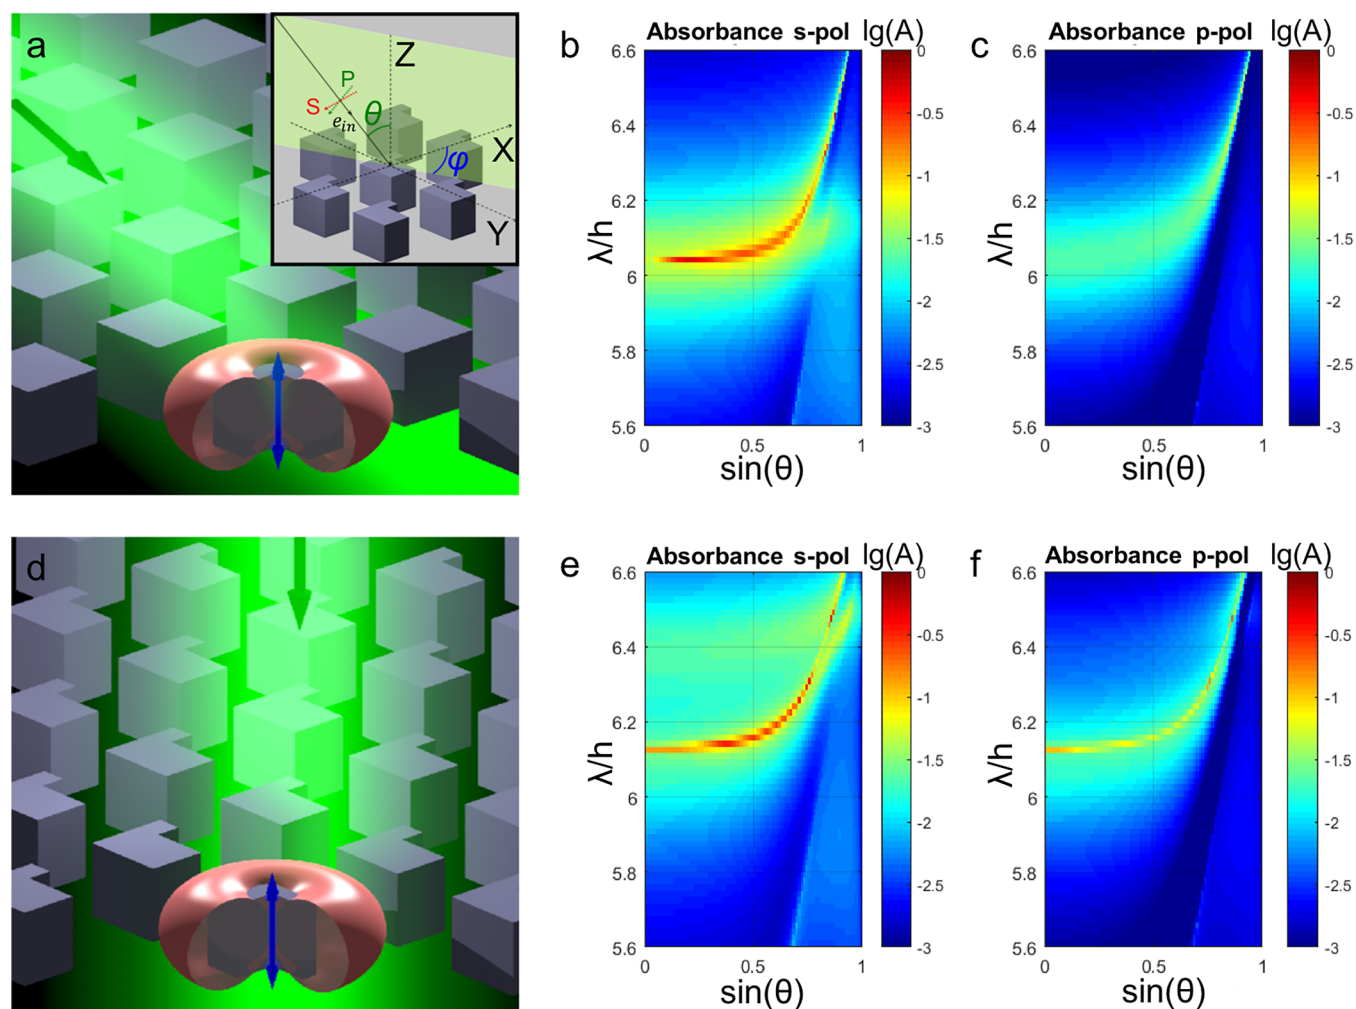 a
Z
P
S
e_in
θ
X
φ
Y
b
Absorbance s-pol
lg(A)
6.6
6.4
6.2
6
5.8
5.6
λ/h
0
0.5
1
sin(θ)
0
-0.5
-1
-1.5
-2
-2.5
-3
c
Absorbance p-pol
lg(A)
6.6
6.4
6.2
6
5.8
5.6
λ/h
0
0.5
1
sin(θ)
0
-0.5
-1
-1.5
-2
-2.5
-3
d
e
Absorbance s-pol
lg(A)
6.6
6.4
6.2
6
5.8
5.6
λ/h
0
0.5
1
sin(θ)
0
-0.5
-1
-1.5
-2
-2.5
-3
f
Absorbance p-pol
lg(A)
6.6
6.4
6.2
6
5.8
5.6
λ/h
0
0.5
1
sin(θ)
0
-0.5
-1
-1.5
-2
-2.5
-3